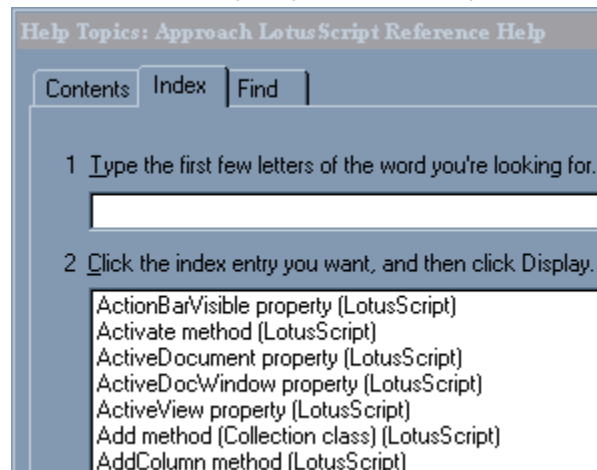 Help Topics: Approach LotusScript Reference Help
Contents Index Find
1 Type the first few letters of the word you're looking for.
2 Click the index entry you want, and then click Display.
ActionBarVisible property (LotusScript)
Activate method (LotusScript)
ActiveDocument property (LotusScript)
ActiveDocWindow property (LotusScript)
ActiveView property (LotusScript)
Add method (Collection class) (LotusScript)
AddColumn method (LotusScript)